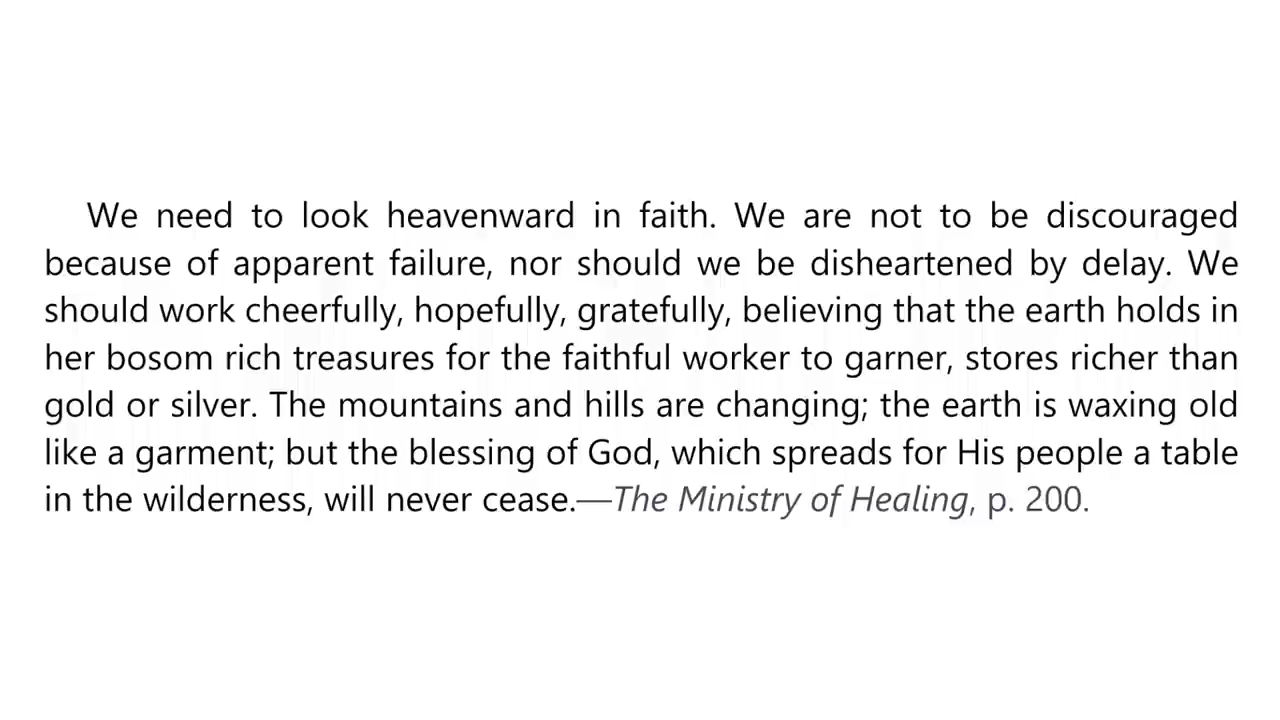 We need to look heavenward in faith. We are not to be discouraged
because of apparent failure, nor should we be disheartened by delay. We
should work cheerfully, hopefully, gratefully, believing that the earth holds in
her bosom rich treasures for the faithful worker to garner, stores richer than
gold or silver. The mountains and hills are changing; the earth is waxing old
like a garment; but the blessing of God, which spreads for His people a table
in the wilderness, will never cease.—The Ministry of Healing, p. 200.